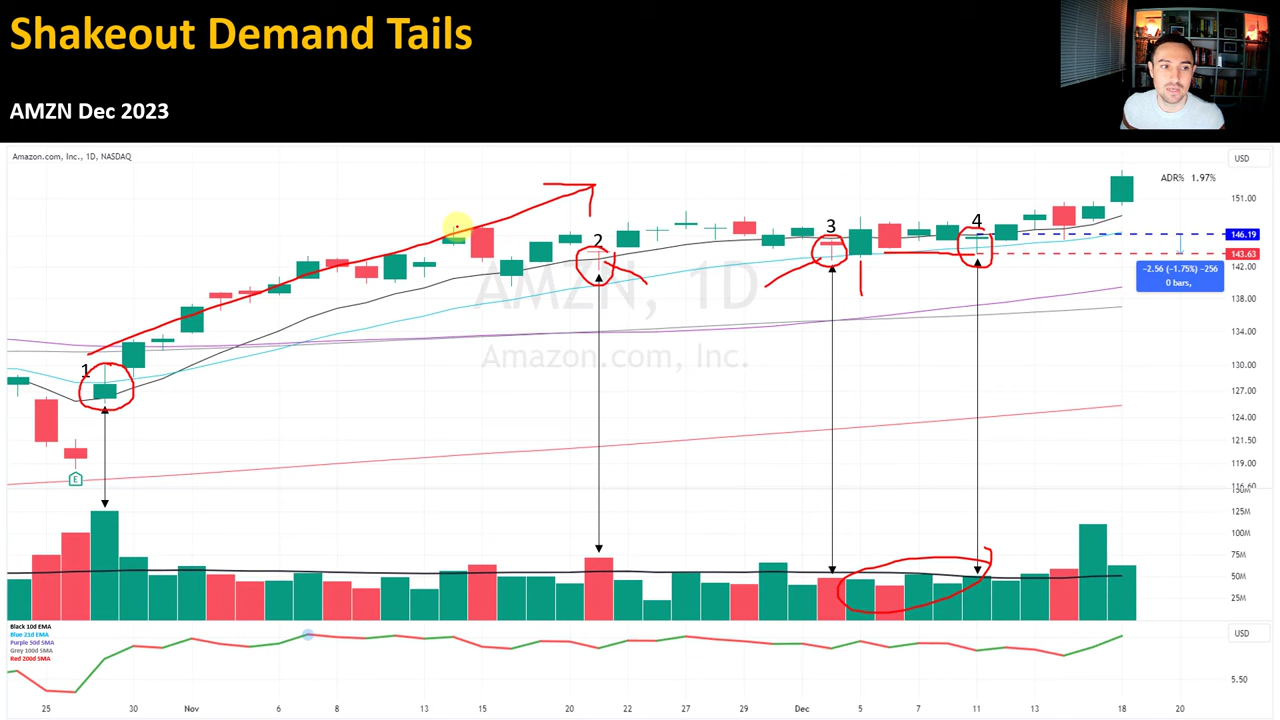 Shakeout Demand Tails
AMZN Dec 2023
Amazon.com, Inc., 1D, NASDAQ
USD
ADR% 1.97%
151.00
146.19
143.63
142.00
138.00
134.00
130.00
127.00
124.00
121.50
119.00
116.60
−2.56 (−1.75%) −256
0 bars,
1
2
3
4
AMZN, 1D
Amazon.com, Inc.
E
150M
125M
100M
75M
50M
25M
Black 10d EMA
Blue 21d EMA
Purple 50d SMA
Grey 100d SMA
Red 200d SMA
USD
5.50
25 30 Nov 6 8 13 15 20 22 27 29 Dec 5 7 11 13 18 20